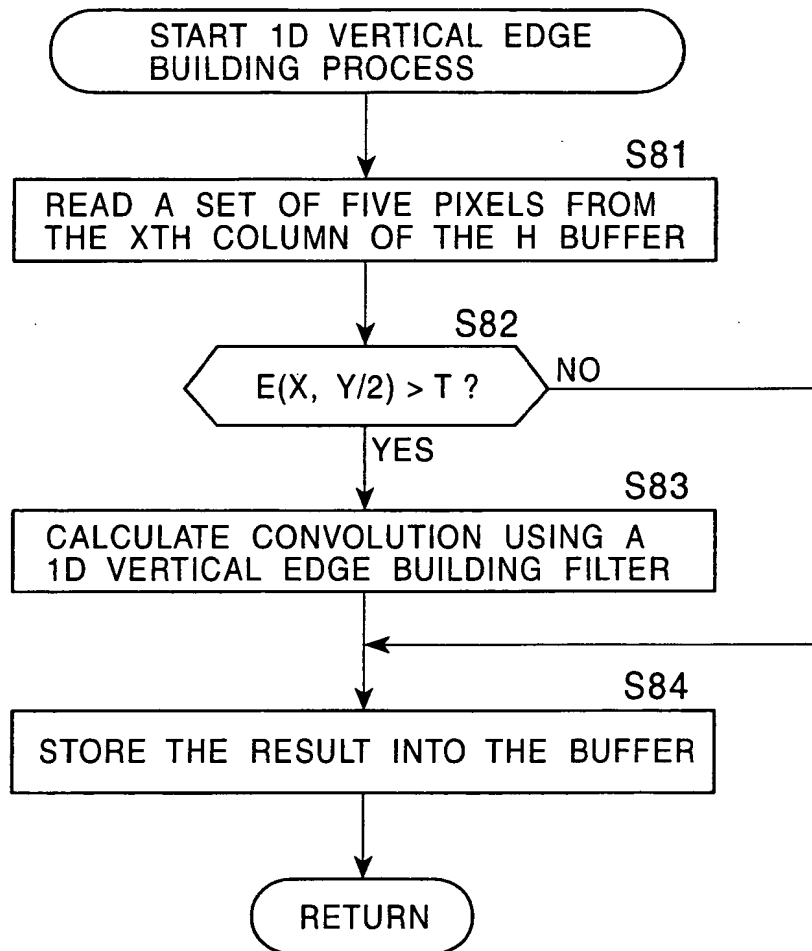 START 1D VERTICAL EDGE
BUILDING PROCESS
S81
READ A SET OF FIVE PIXELS FROM
THE XTH COLUMN OF THE H BUFFER
S82
E(X, Y/2) > T ?
NO
YES
S83
CALCULATE CONVOLUTION USING A
1D VERTICAL EDGE BUILDING FILTER
S84
STORE THE RESULT INTO THE BUFFER
RETURN